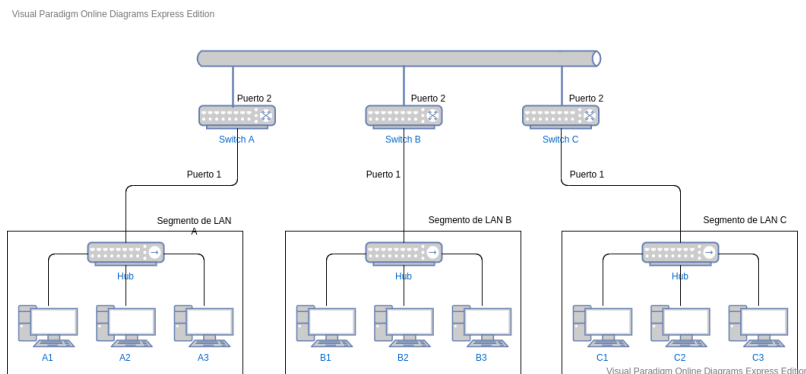 Visual Paradigm Online Diagrams Express Edition
Puerto 2
Puerto 2
Puerto 2
Switch A
Switch B
Switch C
Puerto 1
Puerto 1
Puerto 1
Segmento de LAN
A
Segmento de LAN B
Segmento de LAN C
Hub
Hub
Hub
A1
A2
A3
B1
B2
B3
C1
C2
C3
Visual Paradigm Online Diagrams Express Edition